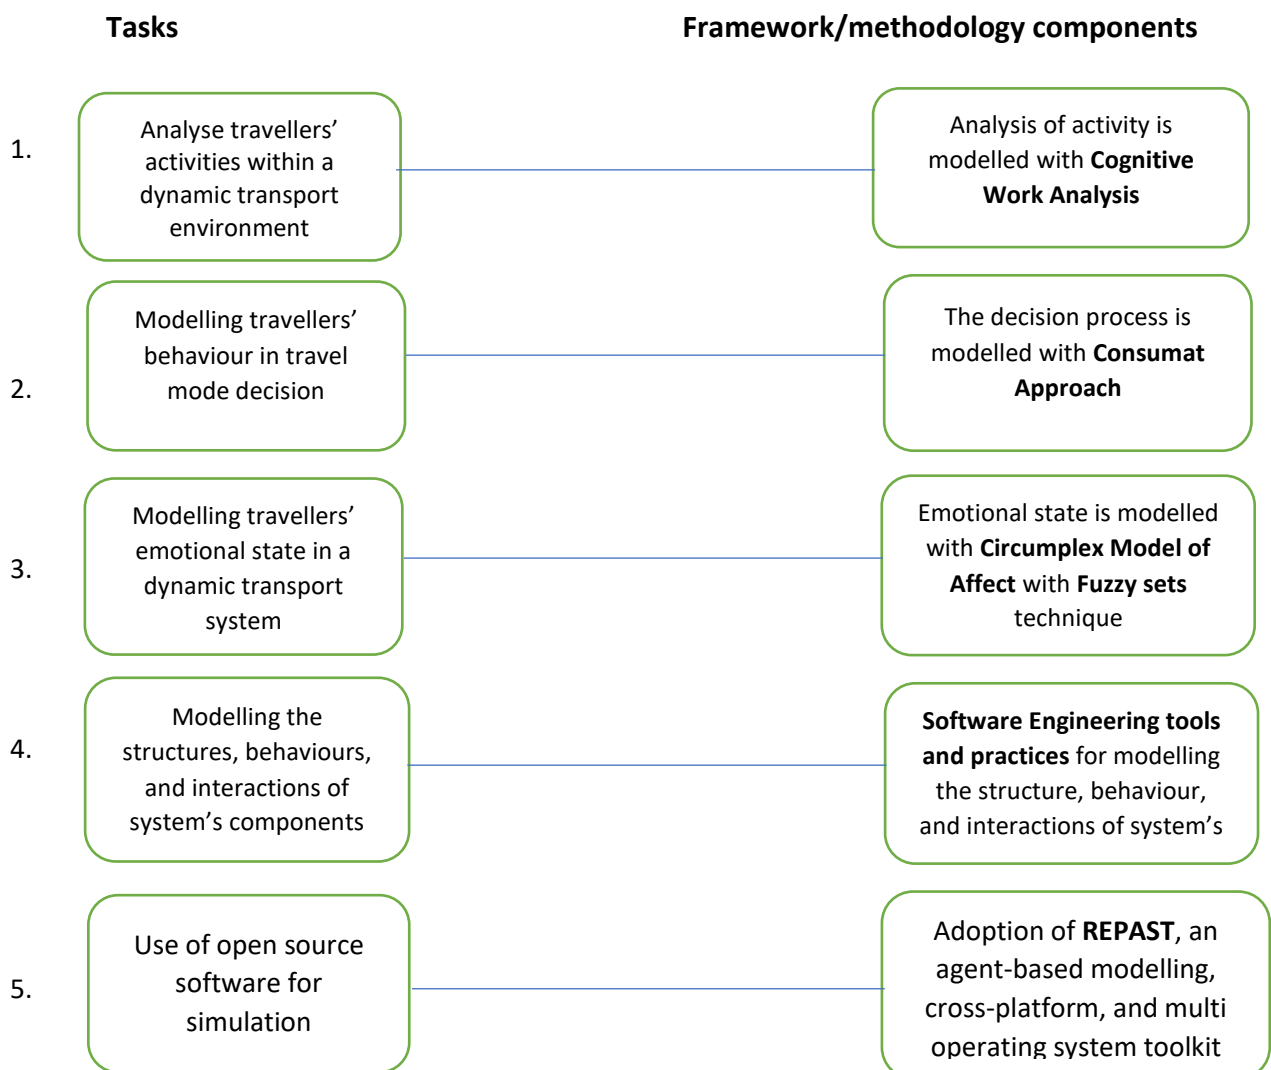 Tasks
Framework/methodology components
1.
Analyse travellers’
activities within a
dynamic transport
environment
Analysis of activity is
modelled with Cognitive
Work Analysis
2.
Modelling travellers’
behaviour in travel
mode decision
The decision process is
modelled with Consumat
Approach
3.
Modelling travellers’
emotional state in a
dynamic transport
system
Emotional state is modelled
with Circumplex Model of
Affect with Fuzzy sets
technique
4.
Modelling the
structures, behaviours,
and interactions of
system’s components
Software Engineering tools
and practices for modelling
the structure, behaviour,
and interactions of system’s
5.
Use of open source
software for
simulation
Adoption of REPAST, an
agent-based modelling,
cross-platform, and multi
operating system toolkit